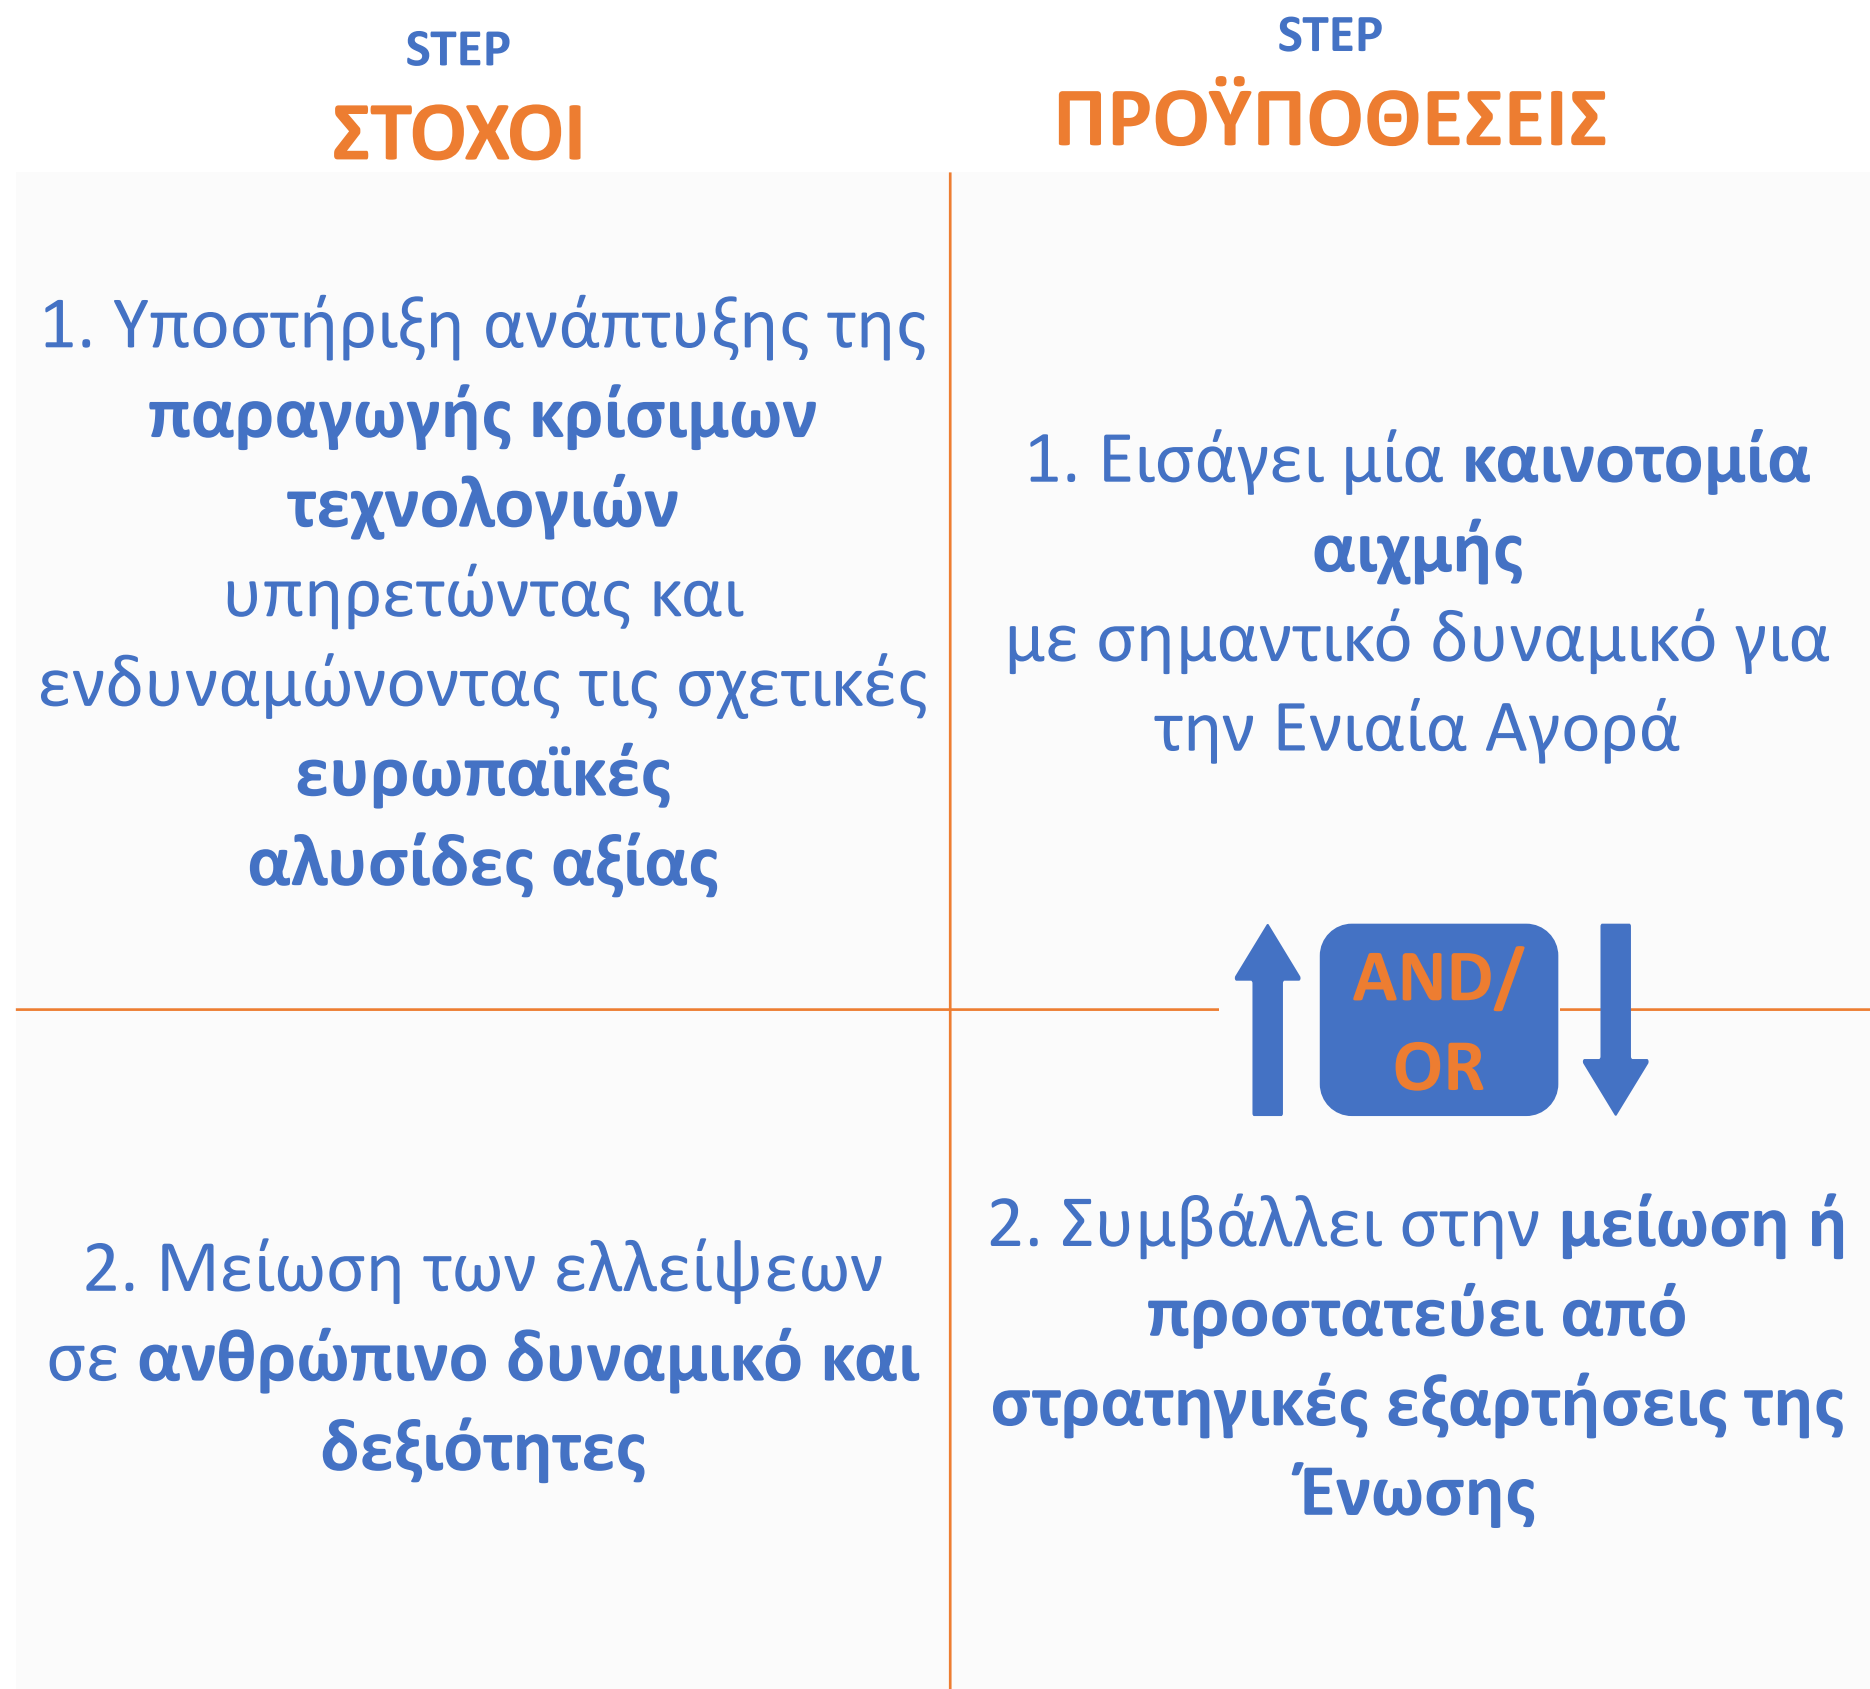 STEP
ΣΤΟΧΟΙ
1. Υποστήριξη ανάπτυξης της
παραγωγής κρίσιμων
τεχνολογιών
υπηρετώντας και
ενδυναμώνοντας τις σχετικές
ευρωπαϊκές
αλυσίδες αξίας
2. Μείωση των ελλείψεων
σε ανθρώπινο δυναμικό και
δεξιότητες
STEP
ΠΡΟΫΠΟΘΕΣΕΙΣ
1. Εισάγει μία καινοτομία
αιχμής
με σημαντικό δυναμικό για
την Ενιαία Αγορά
AND/
OR
2. Συμβάλλει στην μείωση ή
προστατεύει από
στρατηγικές εξαρτήσεις της
Ένωσης